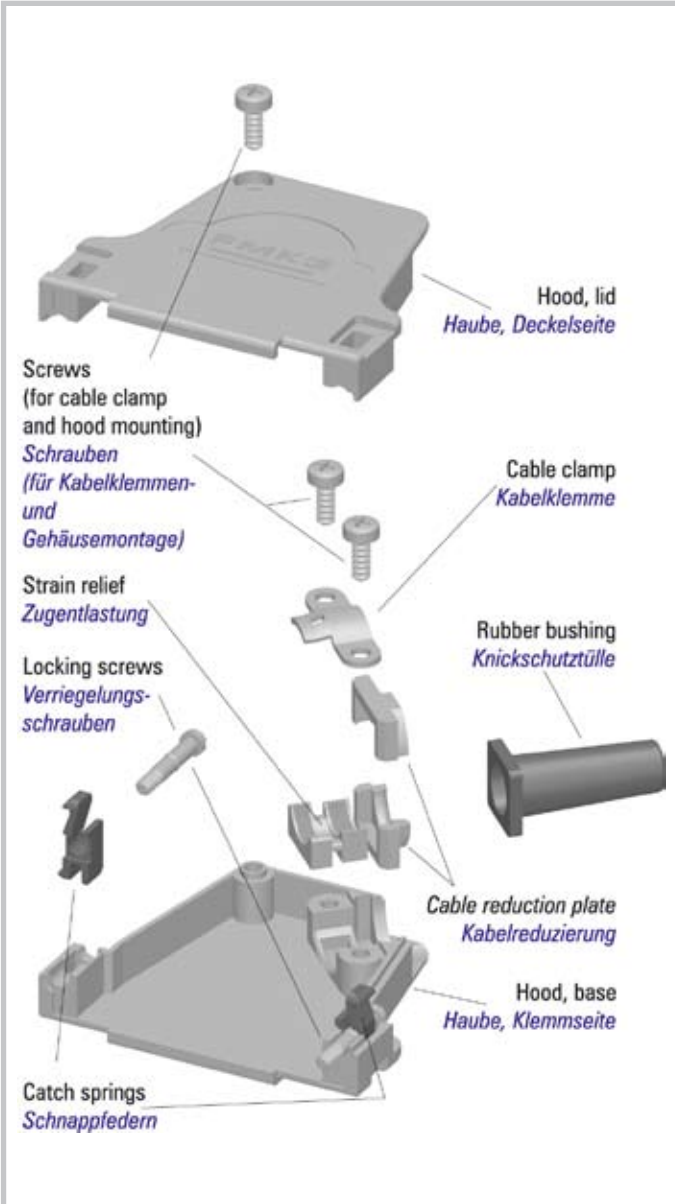 FMK2
Hood, lid
Haube, Deckelseite
Screws
(for cable clamp
and hood mounting)
Schrauben
(für Kabelklemmen-
und
Gehäusemontage)
Cable clamp
Kabelklemme
Strain relief
Zugentlastung
Rubber bushing
Knickschutztülle
Locking screws
Verriegelungs-
schrauben
Cable reduction plate
Kabelreduzierung
Hood, base
Haube, Klemmseite
Catch springs
Schnappfedern